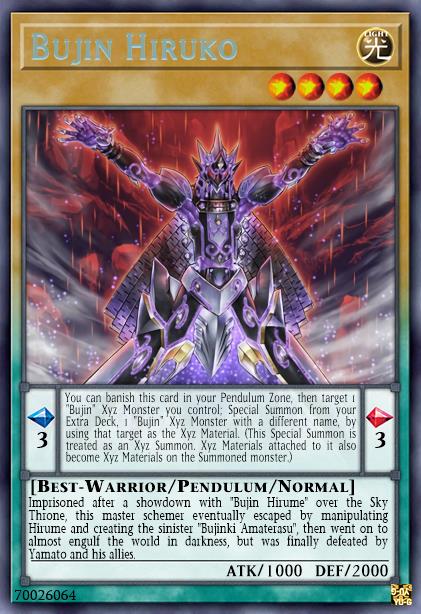 Bujin Hiruko
LIGHT
光
You can banish this card in your Pendulum Zone, then target 1
"Bujin" Xyz Monster you control; Special Summon from your
Extra Deck, 1 "Bujin" Xyz Monster with a different name, by
using that target as the Xyz Material. (This Special Summon is
treated as an Xyz Summon. Xyz Materials attached to it also
become Xyz Materials on the Summoned monster.)
3
3
[Best-Warrior/Pendulum/Normal]
Imprisoned after a showdown with "Bujin Hirume" over the Sky
Throne, this master schemer eventually escaped by manipulating
Hirume and creating the sinister "Bujinki Amaterasu", then went on to
almost engulf the world in darkness, but was finally defeated by
Yamato and his allies.
ATK/1000 DEF/2000
70026064